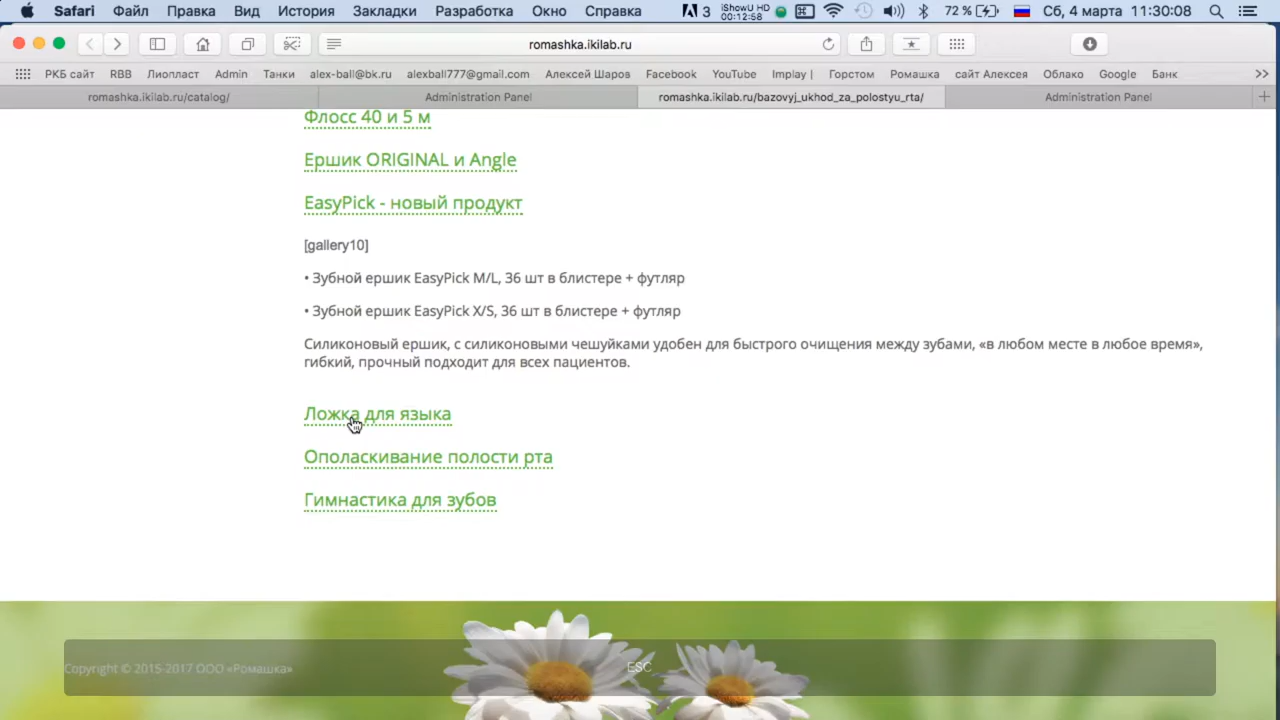 Safari Файл Правка Вид История Закладки Разработка Окно Справка 3 iShowU HD 00:12:58 72 % Сб, 4 марта 11:30:08
romashka.ikilab.ru
РКБ сайт RBB Лиопласт Admin Танки alex-ball@bk.ru alexball777@gmail.com Алексей Шаров Facebook YouTube Implay | Горстом Ромашка сайт Алексея Облако Google Банк >>
romashka.ikilab.ru/catalog/ Administration Panel romashka.ikilab.ru/bazovyj_ukhod_za_polostyu_rta/ Administration Panel
Флосс 40 и 5 м
Ершик ORIGINAL и Angle
EasyPick - новый продукт
[gallery10]
• Зубной ершик EasyPick M/L, 36 шт в блистере + футляр
• Зубной ершик EasyPick X/S, 36 шт в блистере + футляр
Силиконовый ершик, с силиконовыми чешуйками удобен для быстрого очищения между зубами, «в любом месте в любое время»,
гибкий, прочный подходит для всех пациентов.
Ложка для языка
Ополаскивание полости рта
Гимнастика для зубов
Copyright © 2015-2017 ООО «Ромашка»
ESC